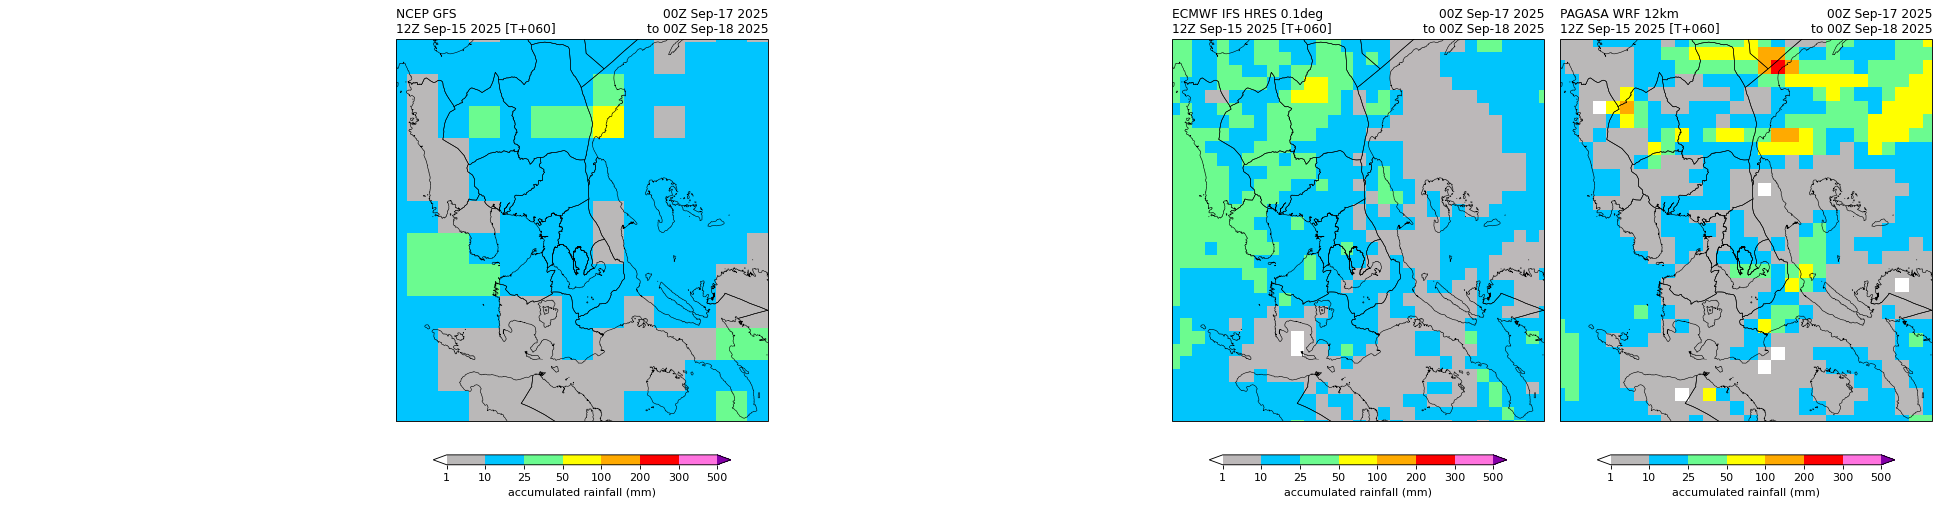 NCEP GFS 00Z Sep-17 2025
12Z Sep-15 2025 [T+060] to 00Z Sep-18 2025
1 10 25 50 100 200 300 500
accumulated rainfall (mm)
ECMWF IFS HRES 0.1deg 00Z Sep-17 2025
12Z Sep-15 2025 [T+060] to 00Z Sep-18 2025
1 10 25 50 100 200 300 500
accumulated rainfall (mm)
PAGASA WRF 12km 00Z Sep-17 2025
12Z Sep-15 2025 [T+060] to 00Z Sep-18 2025
1 10 25 50 100 200 300 500
accumulated rainfall (mm)